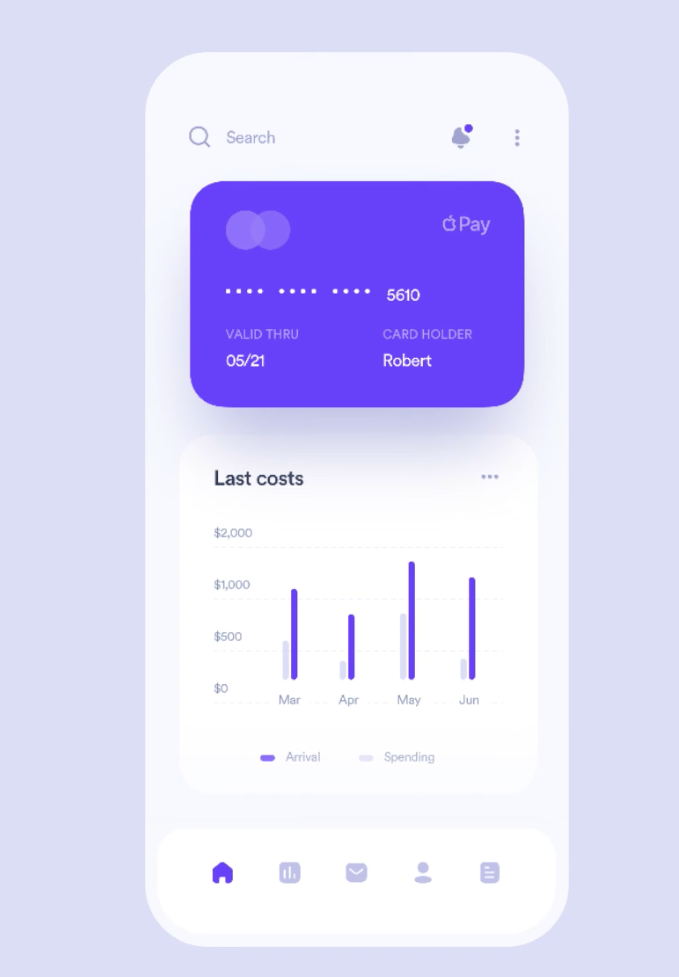 Search
Pay
•••• •••• •••• 5610
VALID THRU CARD HOLDER
05/21 Robert
Last costs
$2,000
$1,000
$500
$0
Mar Apr May Jun
Arrival Spending